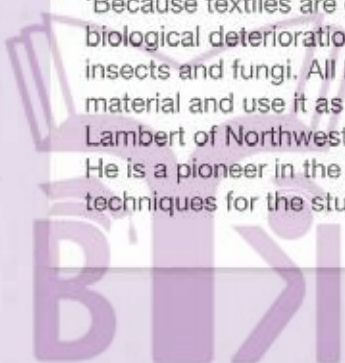 "Because textiles are
biological deterioratio
insects and fungi. All
material and use it as
Lambert of Northwest
He is a pioneer in the
techniques for the stu